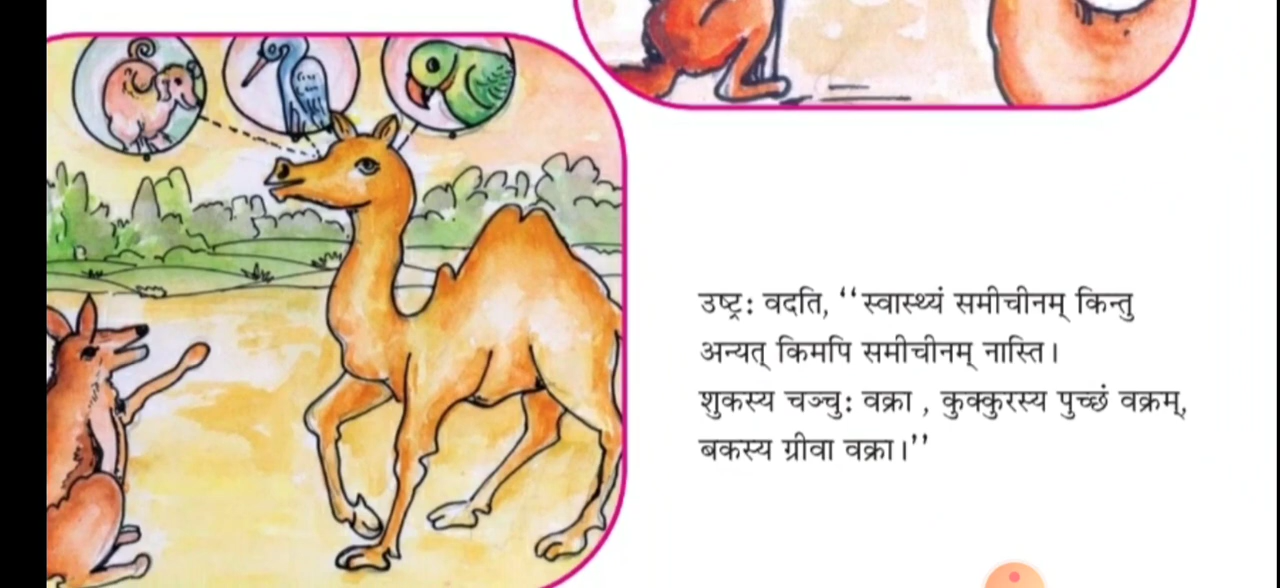 उष्ट्रः वदति, ‘‘स्वास्थ्यं समीचीनम् किन्तु
अन्यत् किमपि समीचीनम् नास्ति।
शुकस्य चञ्चुः वक्रा , कुक्कुरस्य पुच्छं वक्रम्,
बकस्य ग्रीवा वक्रा।’’